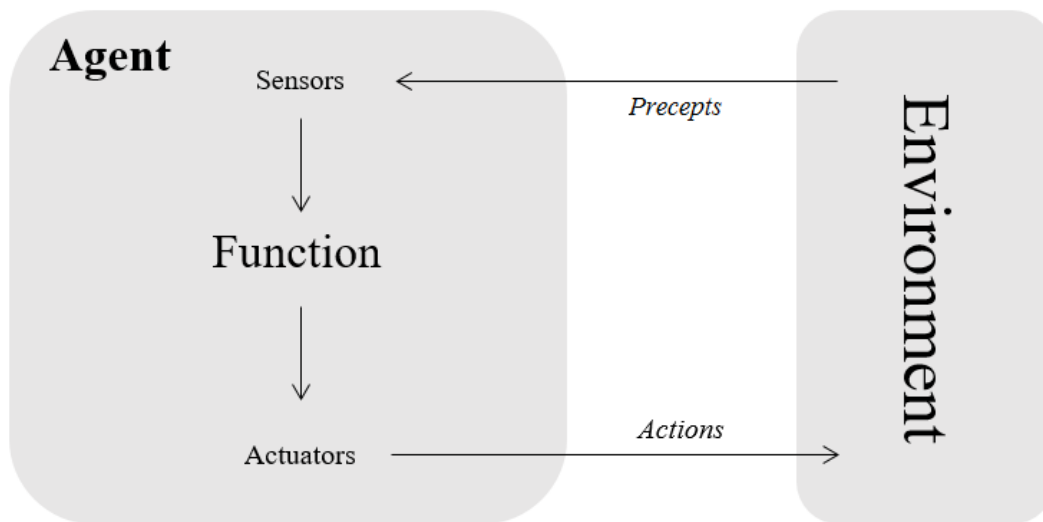 Agent
Sensors
Precepts
Function
Environment
Actions
Actuators